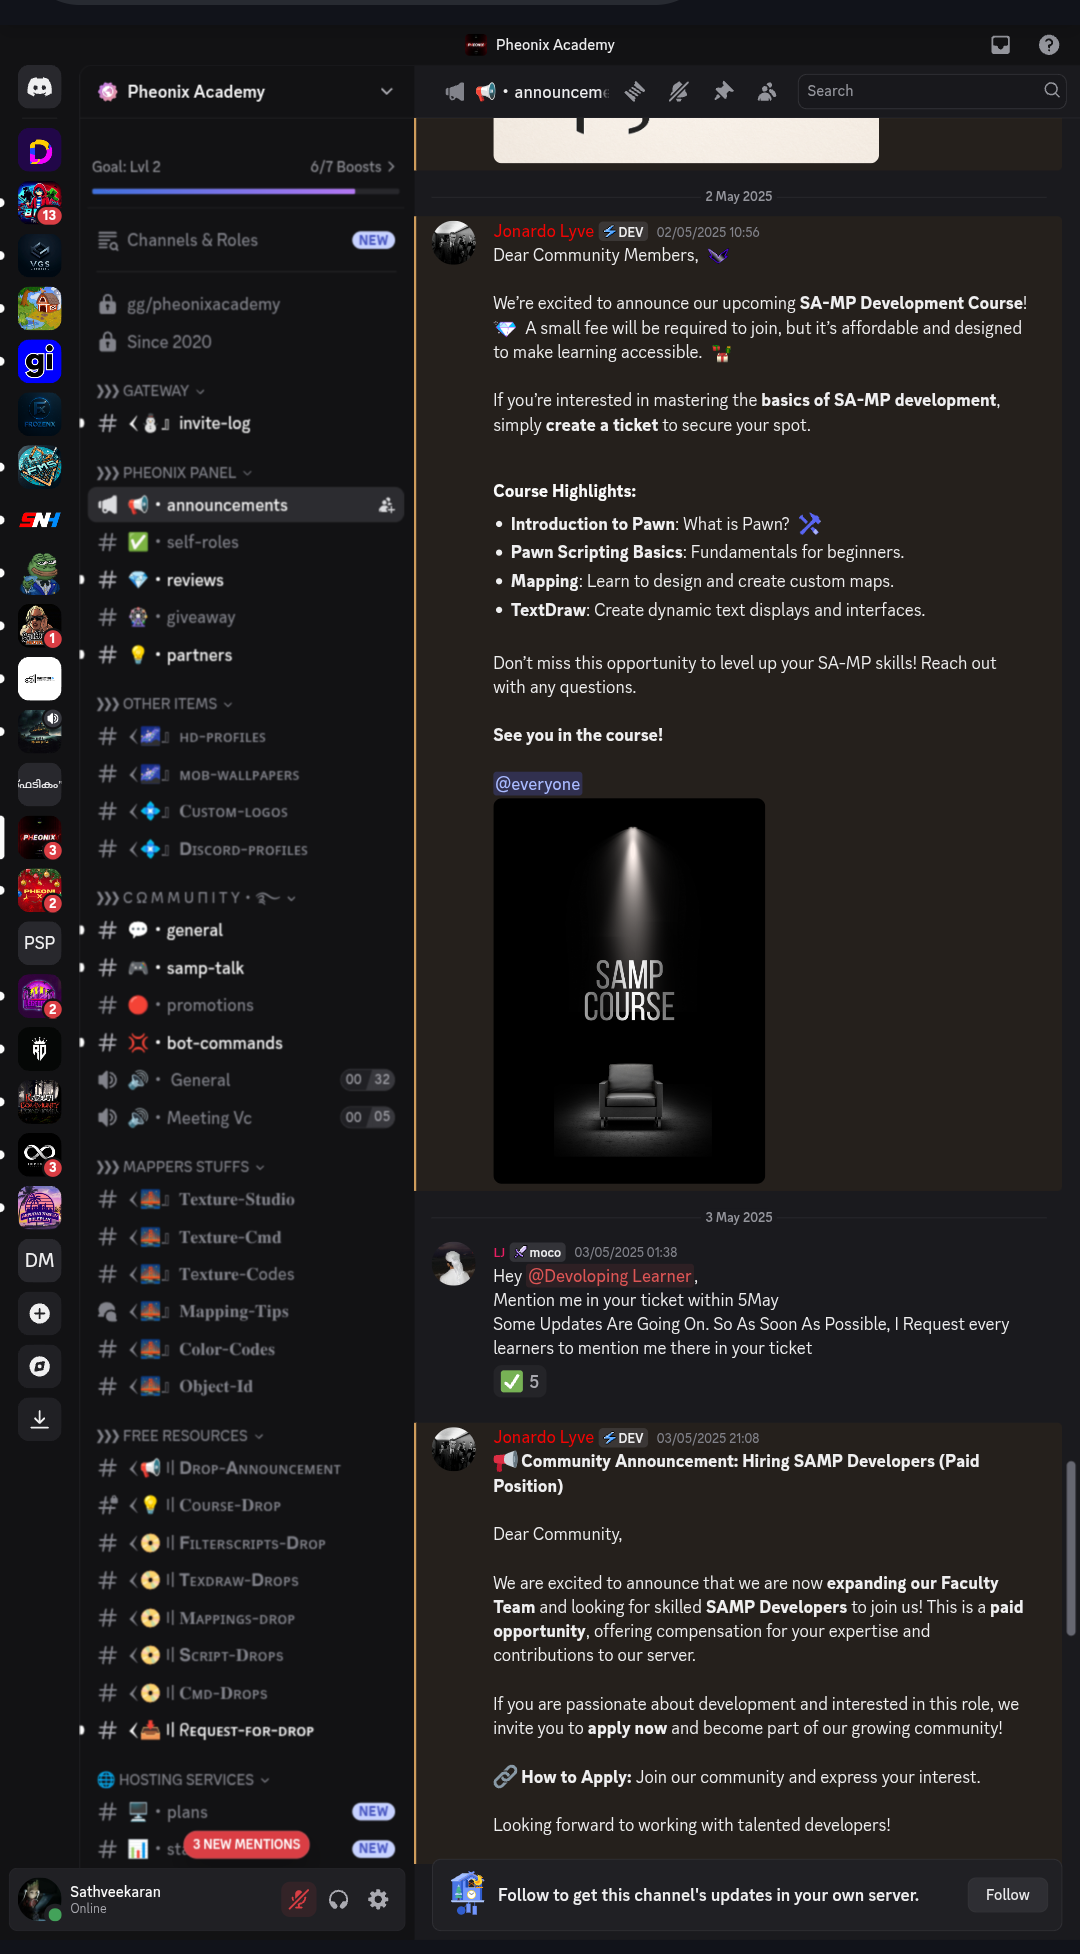 Pheonix Academy
Pheonix Academy
announceme
Search
Goal: Lvl 2
6/7 Boosts
Channels & Roles
NEW
gg/pheonixacademy
Since 2020
GATEWAY
invite-log
PHEONIX PANEL
announcements
self-roles
reviews
giveaway
partners
OTHER ITEMS
HD-PROFILES
MOB-WALLPAPERS
CUSTOM-LOGOS
DISCORD-PROFILES
CΩMMUΠITY
general
samp-talk
promotions
bot-commands
General
00 32
Meeting Vc
00 05
MAPPERS STUFFS
Texture-Studio
Texture-Cmd
Texture-Codes
Mapping-Tips
Color-Codes
Object-Id
FREE RESOURCES
DROP-ANNOUNCEMENT
COURSE-DROP
FILTERSCRIPTS-DROP
TEXDRAW-DROPS
MAPPINGS-DROP
SCRIPT-DROPS
CMD-DROPS
REQUEST-FOR-DROP
HOSTING SERVICES
plans
NEW
st
NEW
3 NEW MENTIONS
Sathveekaran
Online
13
VGS
gi
FROZENX
FMS
SNH
1
ഫടികം"
PHEONIX
3
2
PSP
2
3
DM
2 May 2025
Jonardo Lyve DEV 02/05/2025 10:56
Dear Community Members,
We're excited to announce our upcoming SA-MP Development Course!
A small fee will be required to join, but it's affordable and designed
to make learning accessible.
If you're interested in mastering the basics of SA-MP development,
simply create a ticket to secure your spot.
Course Highlights:
• Introduction to Pawn: What is Pawn?
• Pawn Scripting Basics: Fundamentals for beginners.
• Mapping: Learn to design and create custom maps.
• TextDraw: Create dynamic text displays and interfaces.
Don't miss this opportunity to level up your SA-MP skills! Reach out
with any questions.
See you in the course!
@everyone
SAMP
COURSE
3 May 2025
LJ moco 03/05/2025 01:38
Hey @Devoloping Learner,
Mention me in your ticket within 5May
Some Updates Are Going On. So As Soon As Possible, I Request every
learners to mention me there in your ticket
5
Jonardo Lyve DEV 03/05/2025 21:08
Community Announcement: Hiring SAMP Developers (Paid
Position)
Dear Community,
We are excited to announce that we are now expanding our Faculty
Team and looking for skilled SAMP Developers to join us! This is a paid
opportunity, offering compensation for your expertise and
contributions to our server.
If you are passionate about development and interested in this role, we
invite you to apply now and become part of our growing community!
How to Apply: Join our community and express your interest.
Looking forward to working with talented developers!
Follow to get this channel's updates in your own server.
Follow